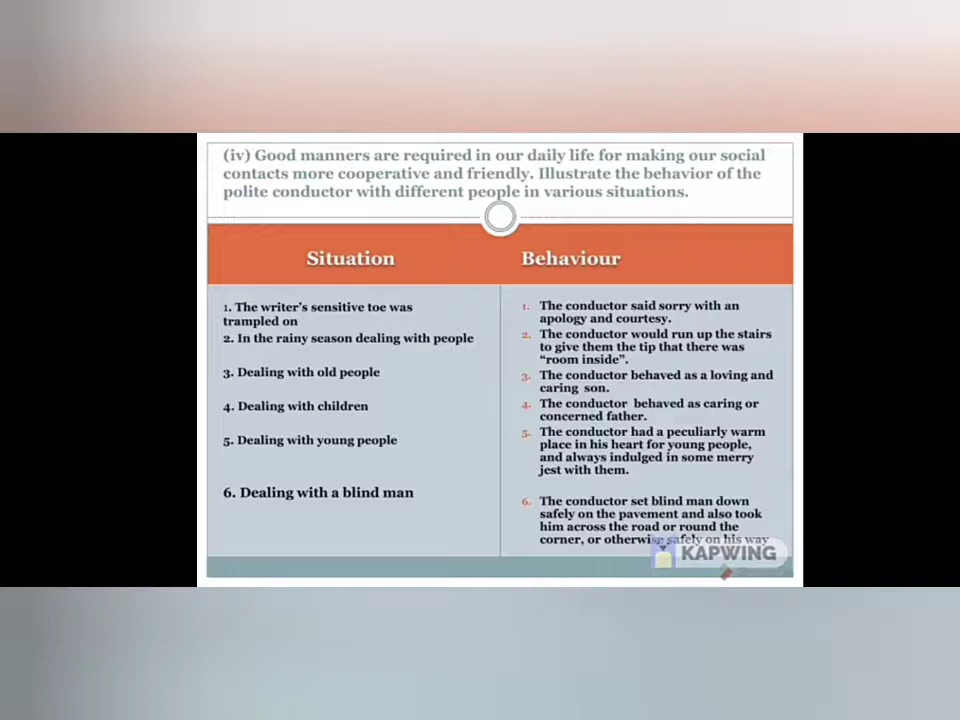 (iv) Good manners are required in our daily life for making our social
contacts more cooperative and friendly. Illustrate the behavior of the
polite conductor with different people in various situations.
Situation
Behaviour
1. The writer's sensitive toe was
trampled on
2. In the rainy season dealing with people
3. Dealing with old people
4. Dealing with children
5. Dealing with young people
6. Dealing with a blind man
1. The conductor said sorry with an
apology and courtesy.
2. The conductor would run up the stairs
to give them the tip that there was
"room inside".
3. The conductor behaved as a loving and
caring son.
4. The conductor behaved as caring or
concerned father.
5. The conductor had a peculiarly warm
place in his heart for young people,
and always indulged in some merry
jest with them.
6. The conductor set blind man down
safely on the pavement and also took
him across the road or round the
corner, or otherwise safely on his way
KAPWING